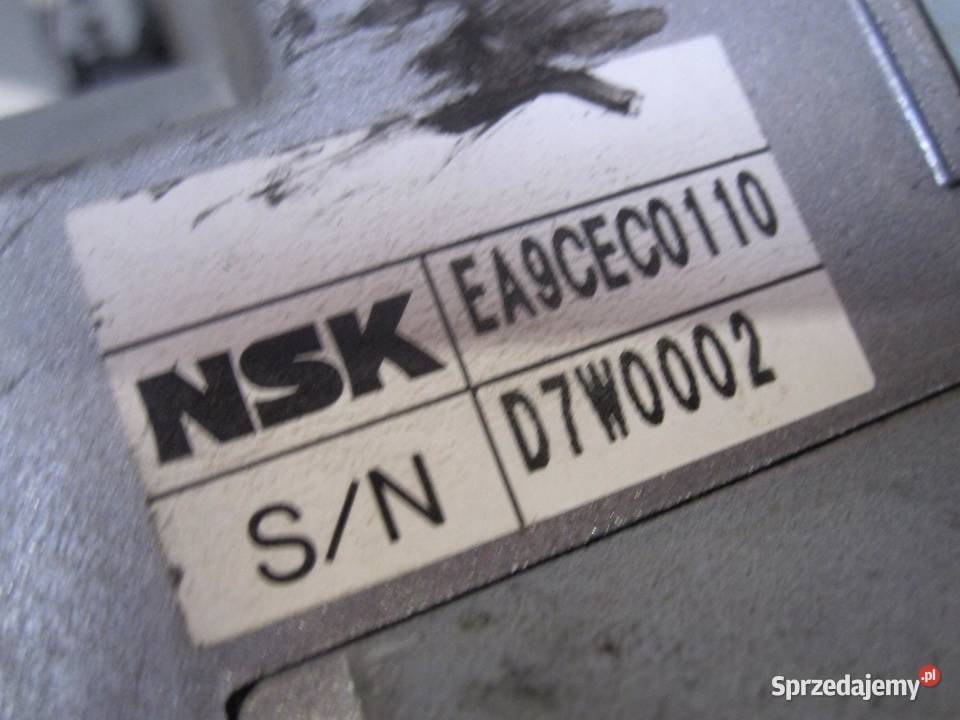 NSK EA9CEC0110
S/N D7W0002
Sprzedajemy.pl